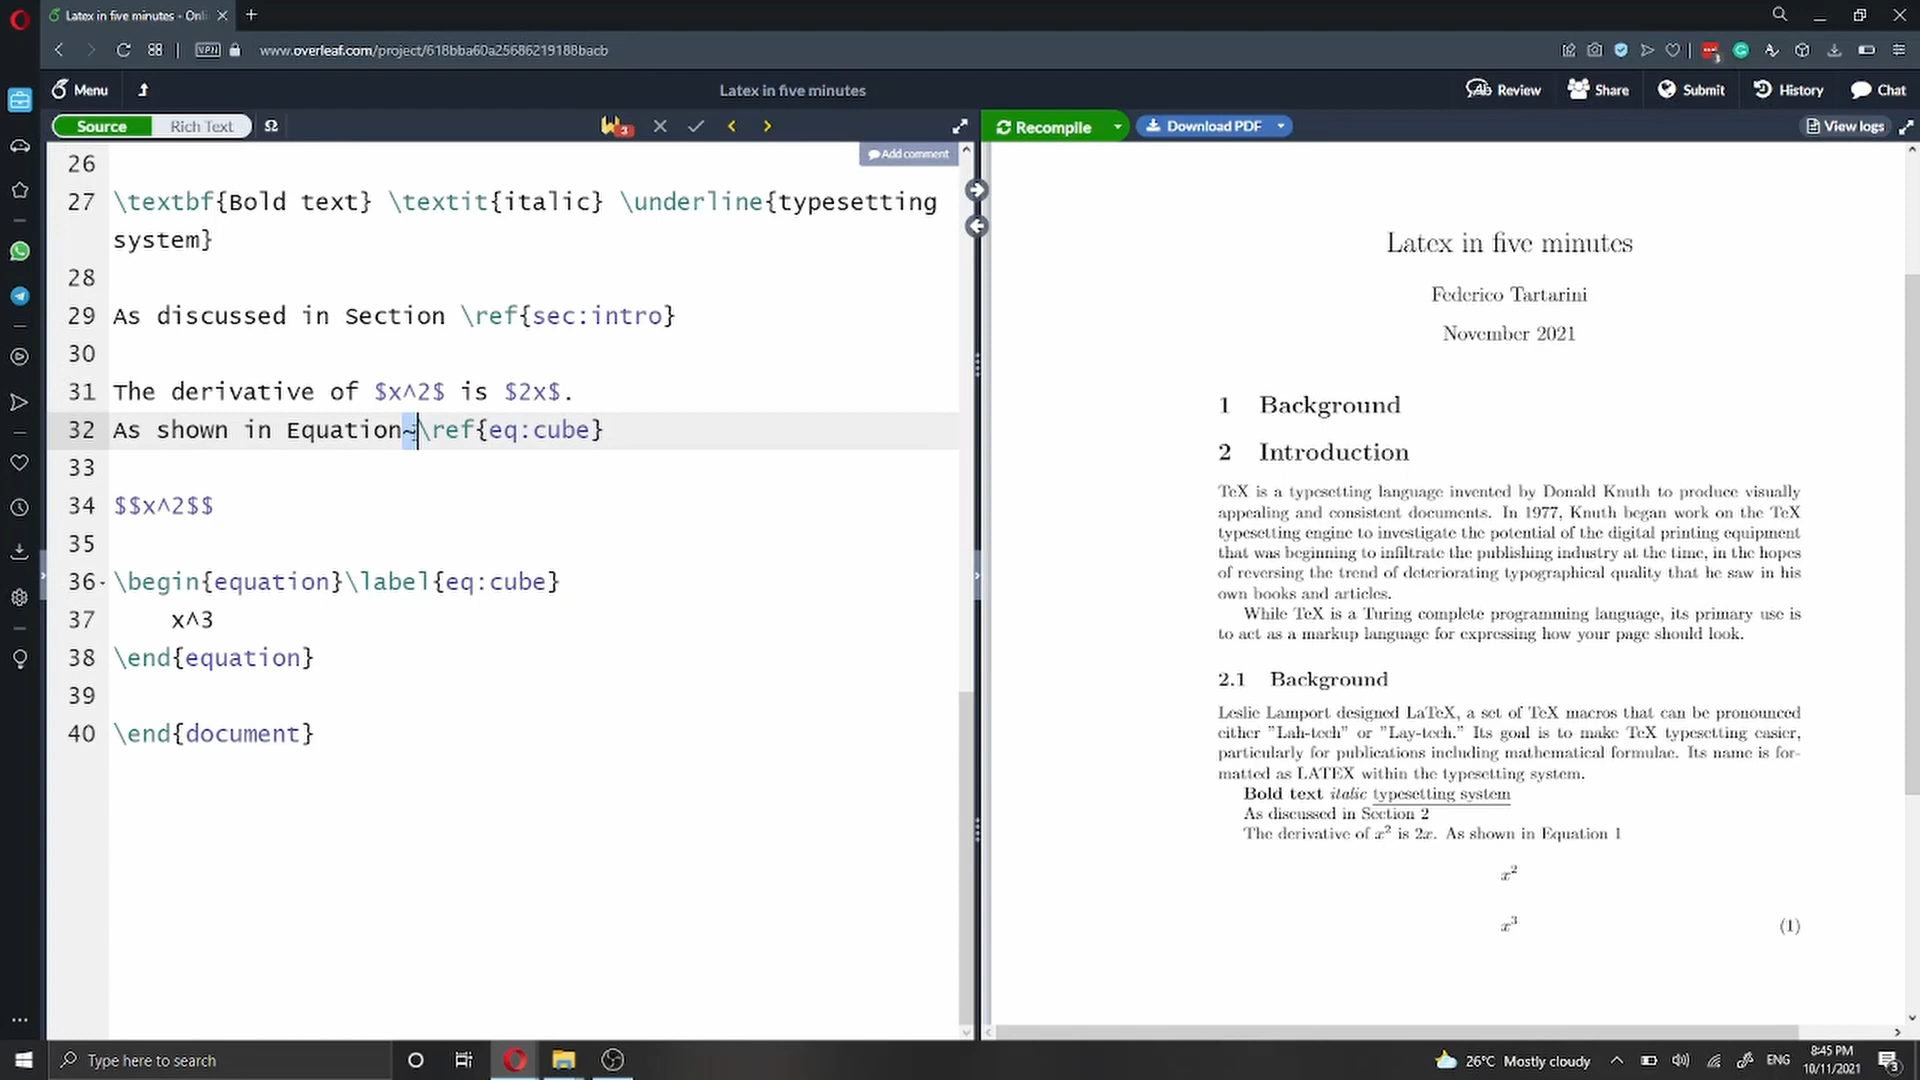 Latex in five minutes - Onli
VPN
www.overleaf.com/project/618bba60a25686219188bacb
3
Menu
Latex in five minutes
Review
Share
Submit
History
Chat
Source
Rich Text
Ω
3
Recompile
Download PDF
View logs
Add comment
26
27 \textbf{Bold text} \textit{italic} \underline{typesetting
system}
28
29 As discussed in Section \ref{sec:intro}
30
31 The derivative of $x^2$ is $2x$.
32 As shown in Equation~\ref{eq:cube}
33
34 $$x^2$$
35
36 \begin{equation}\label{eq:cube}
37 x^3
38 \end{equation}
39
40 \end{document}
Latex in five minutes
Federico Tartarini
November 2021
1 Background
2 Introduction
TeX is a typesetting language invented by Donald Knuth to produce visually
appealing and consistent documents. In 1977, Knuth began work on the TeX
typesetting engine to investigate the potential of the digital printing equipment
that was beginning to infiltrate the publishing industry at the time, in the hopes
of reversing the trend of deteriorating typographical quality that he saw in his
own books and articles.
While TeX is a Turing complete programming language, its primary use is
to act as a markup language for expressing how your page should look.
2.1 Background
Leslie Lamport designed LaTeX, a set of TeX macros that can be pronounced
either "Lah-tech" or "Lay-tech." Its goal is to make TeX typesetting easier,
particularly for publications including mathematical formulae. Its name is for-
matted as LATEX within the typesetting system.
Bold text italic typesetting system
As discussed in Section 2
The derivative of x² is 2x. As shown in Equation 1
x²
x³ (1)
Type here to search
26°C Mostly cloudy
ENG
8:45 PM
10/11/2021
3